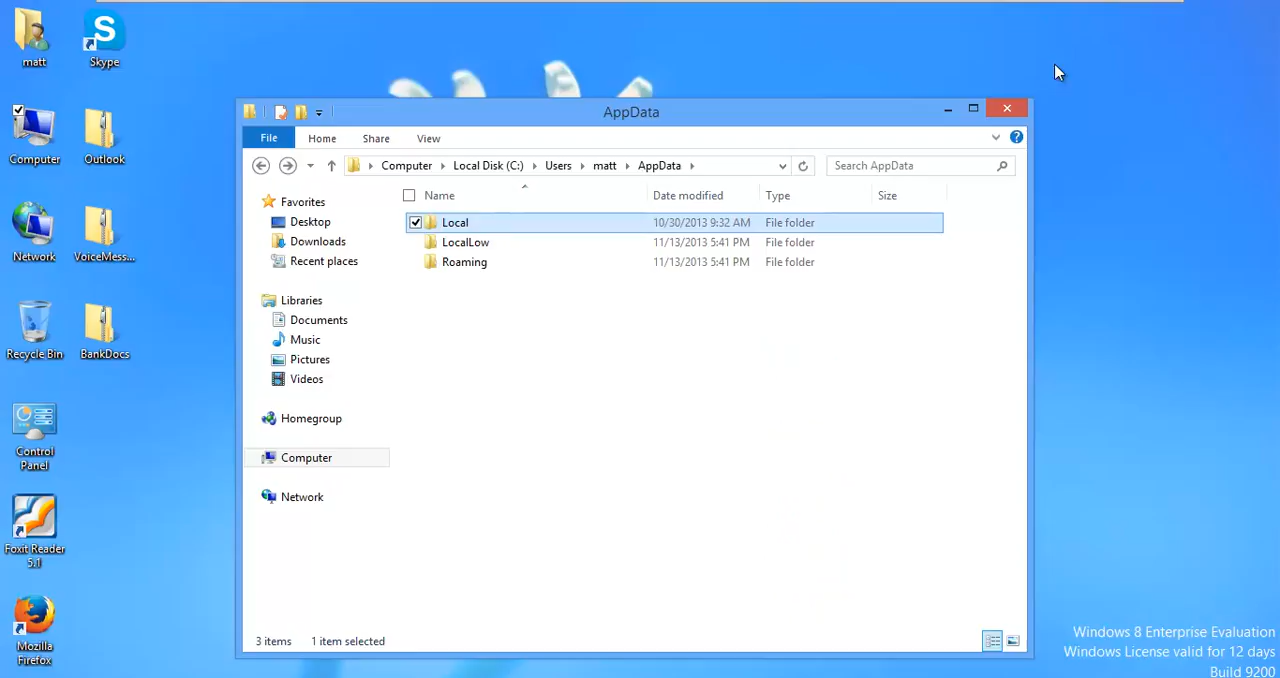 matt
Skype
Computer
Outlook
Network
VoiceMess...
Recycle Bin
BankDocs
Control
Panel
Foxit Reader
5.1
Mozilla
Firefox
AppData
File Home Share View
Computer Local Disk (C:) Users matt AppData
Search AppData
Name Date modified Type Size
Local 10/30/2013 9:32 AM File folder
LocalLow 11/13/2013 5:41 PM File folder
Roaming 11/13/2013 5:41 PM File folder
Favorites
Desktop
Downloads
Recent places
Libraries
Documents
Music
Pictures
Videos
Homegroup
Computer
Network
3 items 1 item selected
Windows 8 Enterprise Evaluation
Windows License valid for 12 days
Build 9200